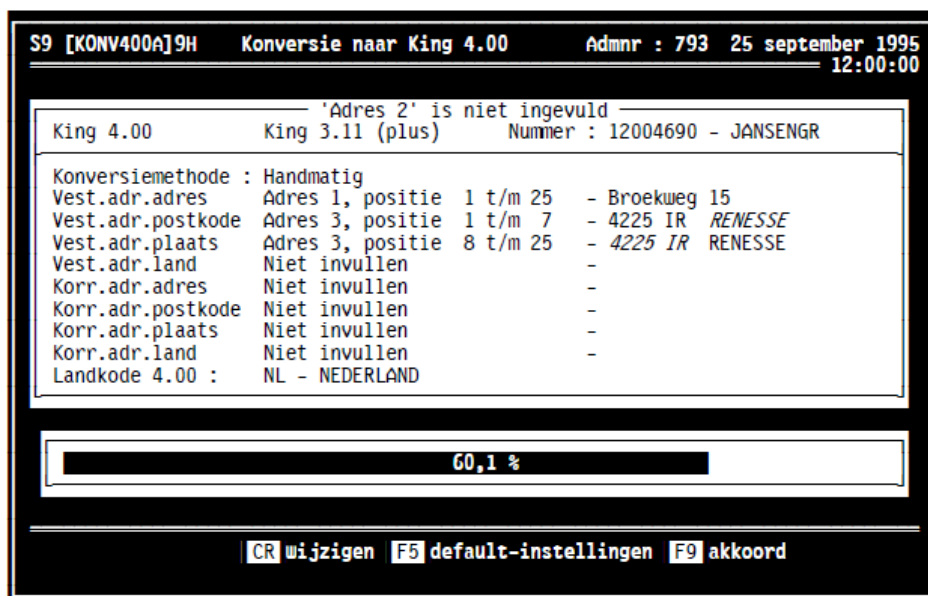 S9 [KONV400A]9H Konversie naar King 4.00 Admnr : 793 25 september 1995
12:00:00
'Adres 2' is niet ingevuld
King 4.00 King 3.11 (plus) Nummer : 12004690 - JANSENGR
Konversiemethode : Handmatig
Vest.adr.adres Adres 1, positie 1 t/m 25 - Broekweg 15
Vest.adr.postkode Adres 3, positie 1 t/m 7 - 4225 IR RENESSE
Vest.adr.plaats Adres 3, positie 8 t/m 25 - 4225 IR RENESSE
Vest.adr.land Niet invullen -
Korr.adr.adres Niet invullen -
Korr.adr.postkode Niet invullen -
Korr.adr.plaats Niet invullen -
Korr.adr.land Niet invullen -
Landkode 4.00 : NL - NEDERLAND
60,1 %
CR wijzigen F5 default-instellingen F9 akkoord